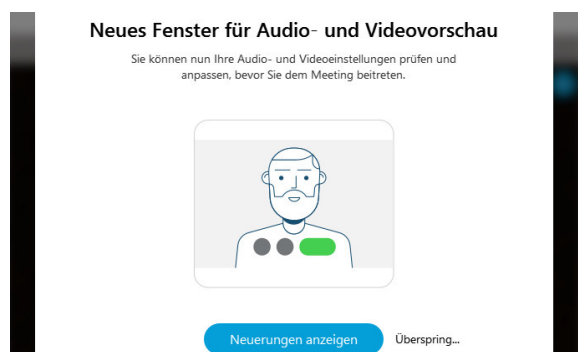 Neues Fenster für Audio- und Videovorschau
Sie können nun Ihre Audio- und Videoeinstellungen prüfen und
anpassen, bevor Sie dem Meeting beitreten.
Neuerungen anzeigen
Überspring...